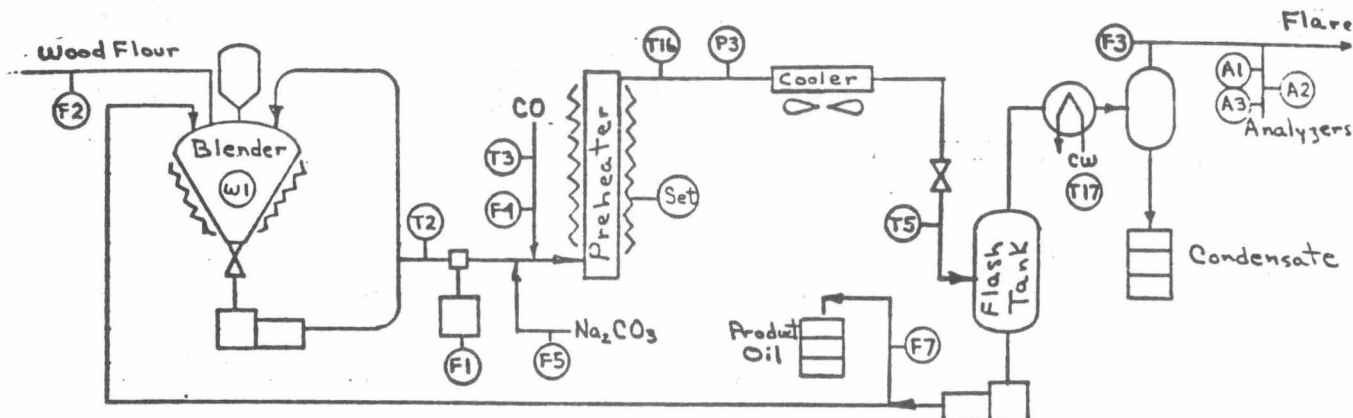 Wood Flour
F2
Blender
W1
T2
F1
CO
T3
F4
Na₂CO₃
F5
Preheater
Set
T16
P3
Cooler
T5
Flash
Tank
Product
Oil
F7
CW
T17
F3
Flare
A1
A2
A3
Analyzers
Condensate